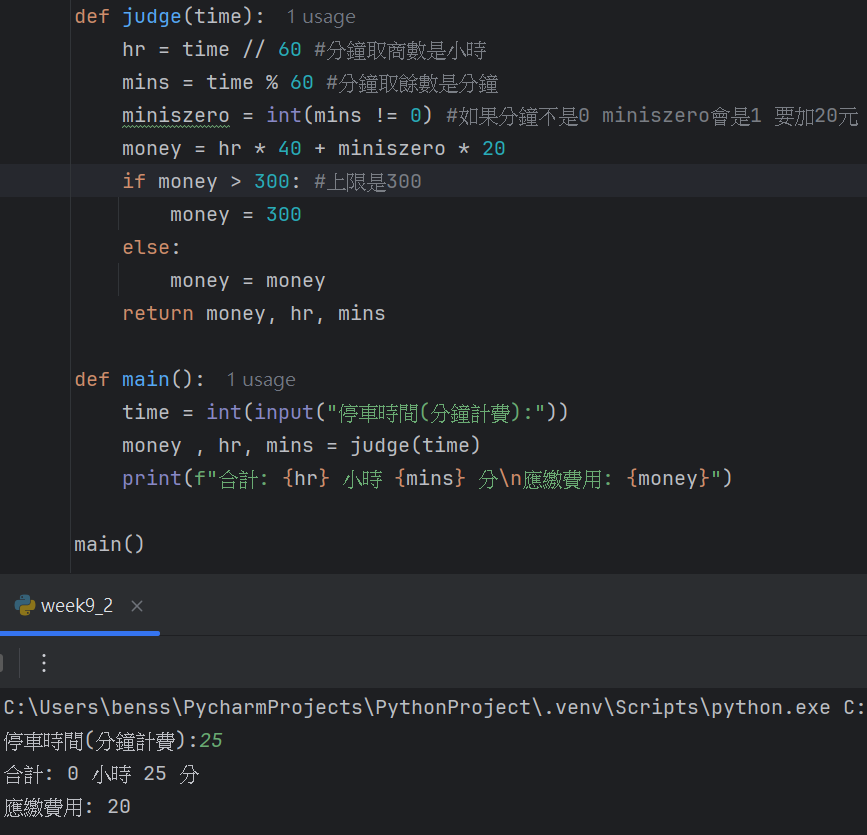 def judge(time):  1 usage
    hr = time // 60 #分鐘取商數是小時
    mins = time % 60 #分鐘取餘數是分鐘
    miniszero = int(mins != 0) #如果分鐘不是0 miniszero會是1 要加20元
    money = hr * 40 + miniszero * 20
    if money > 300: #上限是300
        money = 300
    else:
        money = money
    return money, hr, mins
def main():  1 usage
    time = int(input("停車時間(分鐘計費):"))
    money , hr, mins = judge(time)
    print(f"合計: {hr} 小時 {mins} 分\n應繳費用: {money}")
main()
week9_2
C:\Users\benss\PycharmProjects\PythonProject\.venv\Scripts\python.exe C:
停車時間(分鐘計費):25
合計: 0 小時 25 分
應繳費用: 20